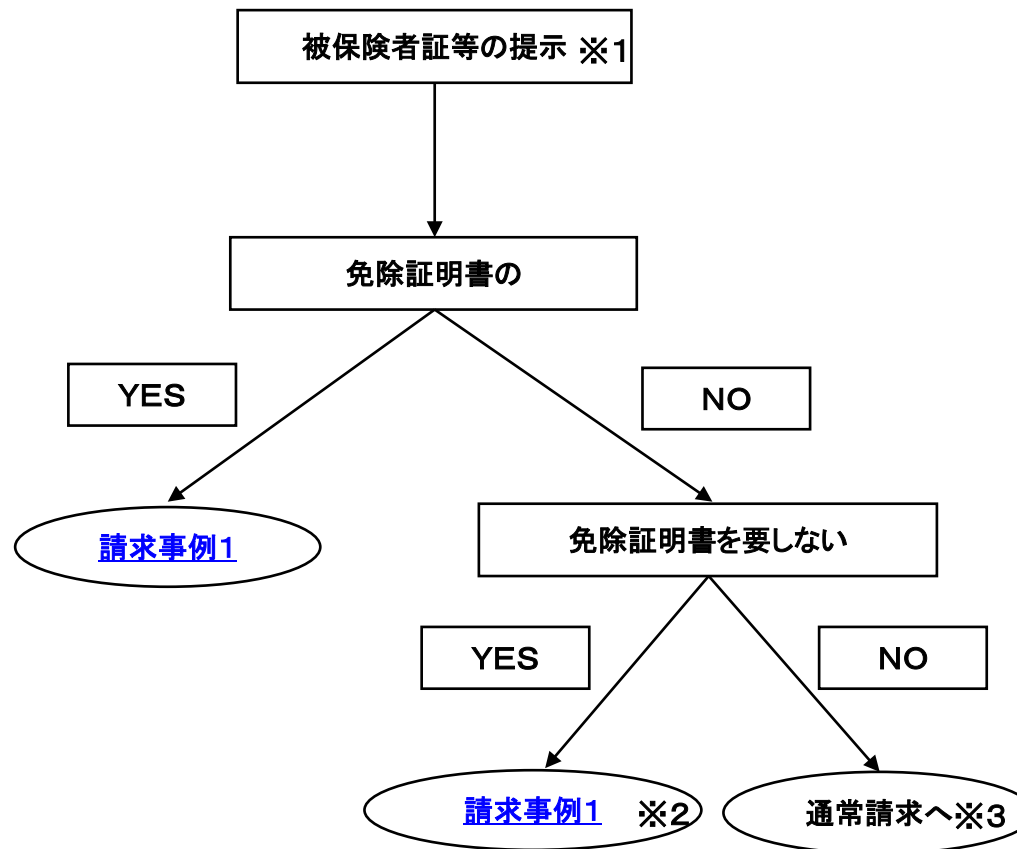 被保険者証等の提示 ※1
免除証明書の
YES
NO
請求事例1
免除証明書を要しない
YES
NO
請求事例1 ※2
通常請求へ※3